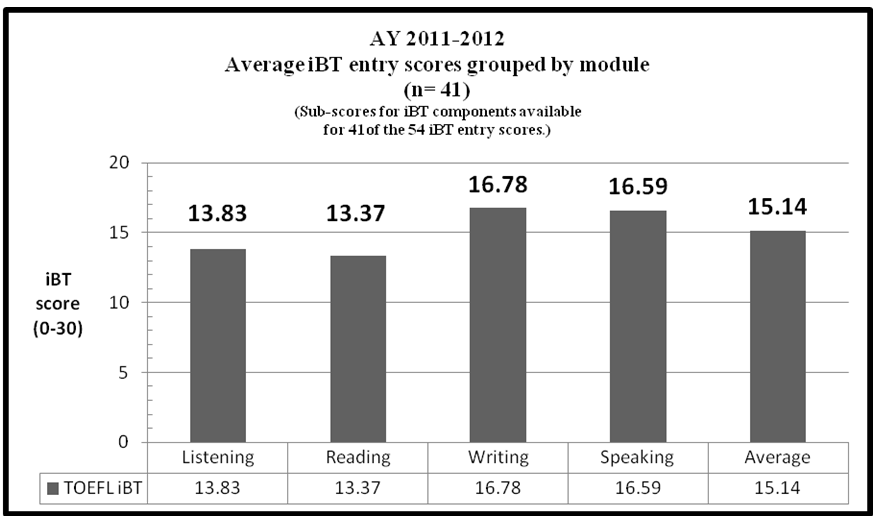 AY 2011-2012
Average iBT entry scores grouped by module
(n= 41)
(Sub-scores for iBT components available
for 41 of the 54 iBT entry scores.)
20
15
10
5
0
iBT
score
(0-30)
13.83
13.37
16.78
16.59
15.14
Listening Reading Writing Speaking Average
TOEFL iBT 13.83 13.37 16.78 16.59 15.14